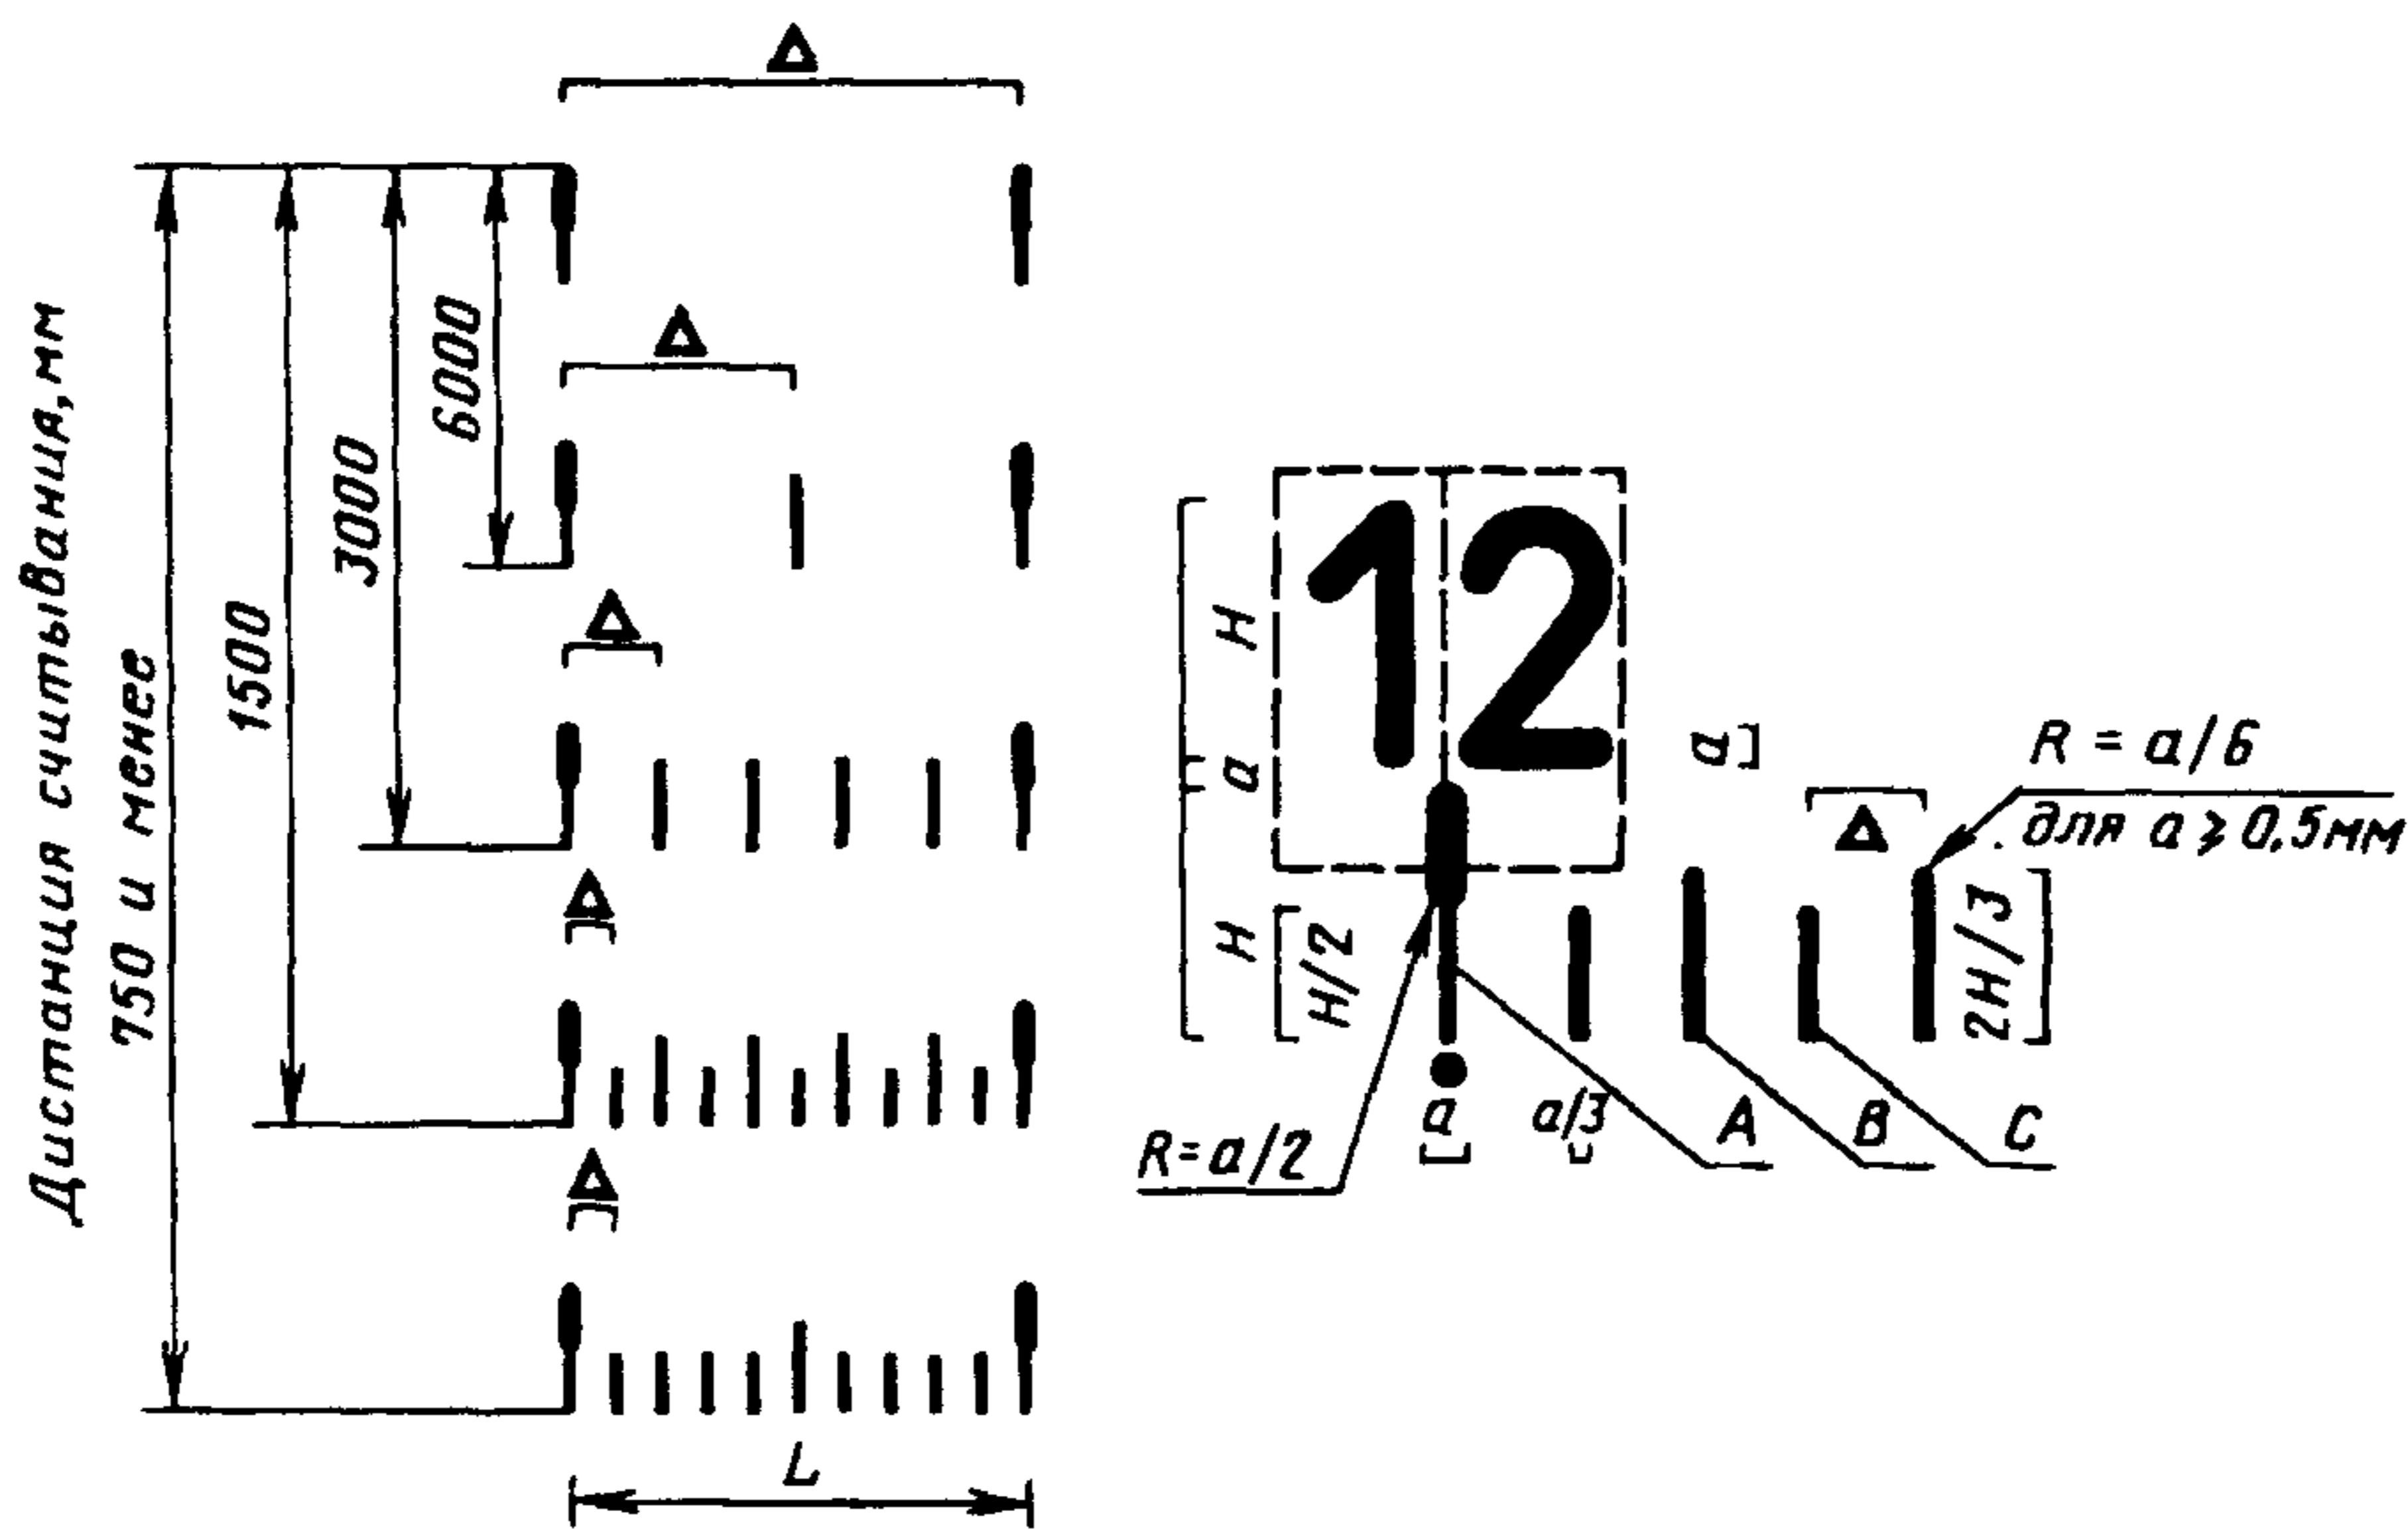 Δ
Дистанция считывания, мм
750 и менее
1500
3000
6000
Δ
Δ
Δ
Δ
L
12
H
a
H
H/2
R=a/2
a
a/3
A
B
C
a
Δ
R = a/6
для a ⩾ 0,5мм
2H/3